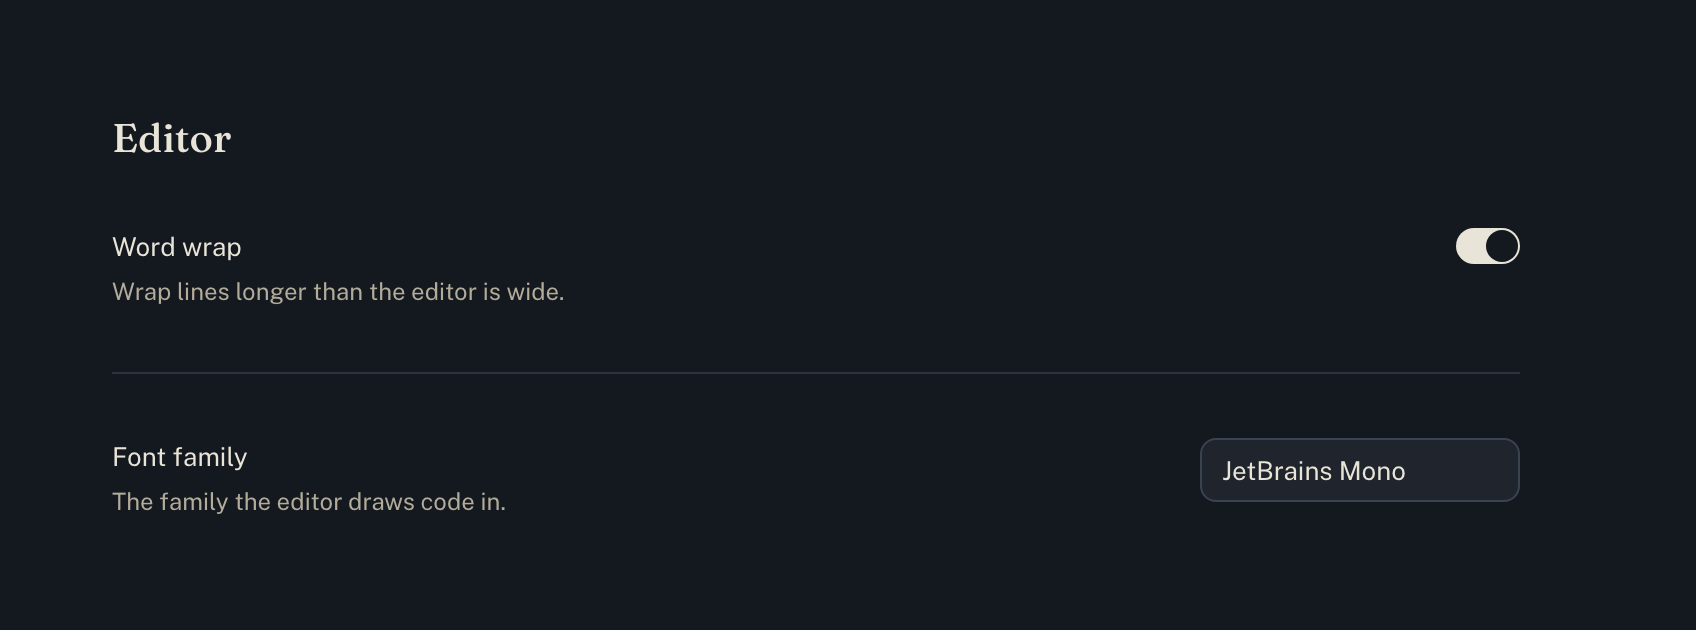 Editor
Word wrap
Wrap lines longer than the editor is wide.
Font family
JetBrains Mono
The family the editor draws code in.